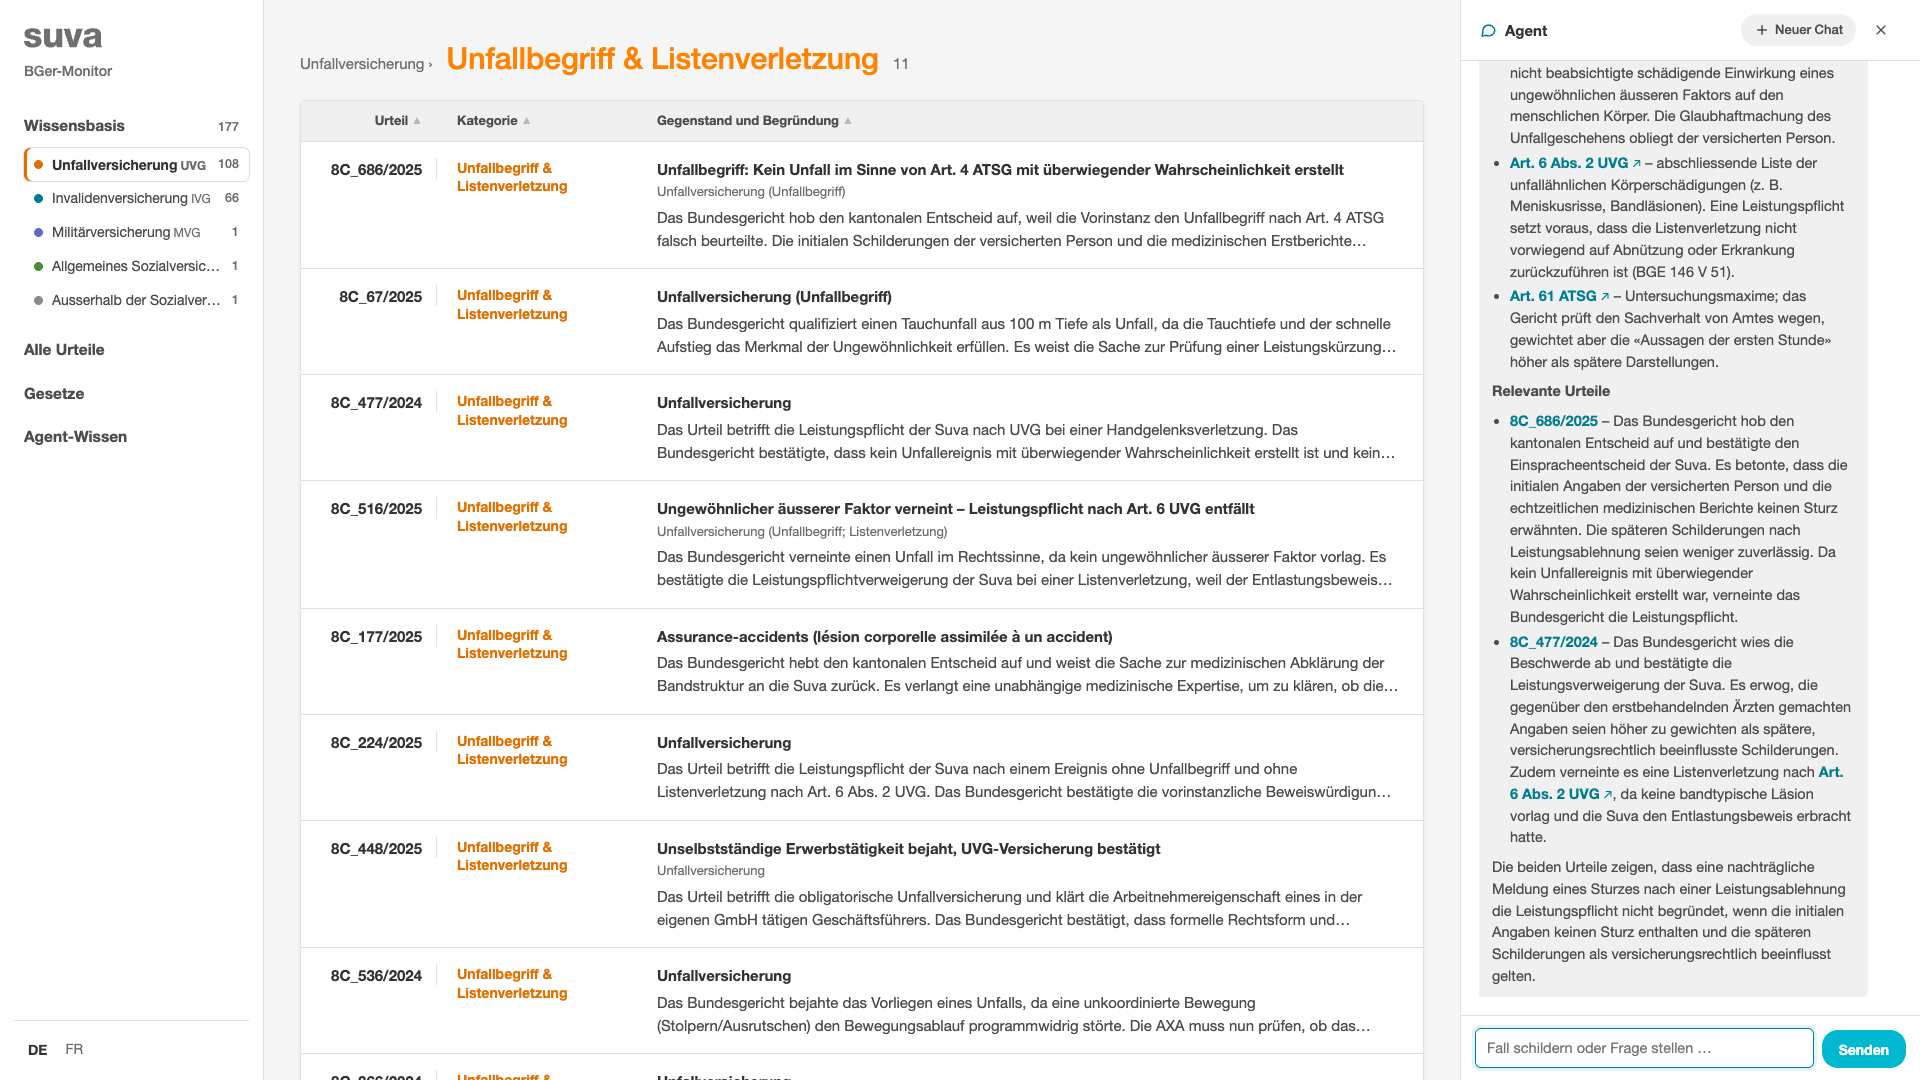 suva
BGer-Monitor
Wissensbasis 177
Unfallversicherung UVG 108
Invalidenversicherung IVG 66
Militärversicherung MVG 1
Allgemeines Sozialversic... 1
Ausserhalb der Sozialver... 1
Alle Urteile
Gesetze
Agent-Wissen
DE FR
Unfallversicherung › Unfallbegriff & Listenverletzung 11
Urteil ▲ Kategorie ▲ Gegenstand und Begründung ▲
8C_686/2025
Unfallbegriff &
Listenverletzung
Unfallbegriff: Kein Unfall im Sinne von Art. 4 ATSG mit überwiegender Wahrscheinlichkeit erstellt
Unfallversicherung (Unfallbegriff)
Das Bundesgericht hob den kantonalen Entscheid auf, weil die Vorinstanz den Unfallbegriff nach Art. 4 ATSG
falsch beurteilte. Die initialen Schilderungen der versicherten Person und die medizinischen Erstberichte…
8C_67/2025
Unfallbegriff &
Listenverletzung
Unfallversicherung (Unfallbegriff)
Das Bundesgericht qualifiziert einen Tauchunfall aus 100 m Tiefe als Unfall, da die Tauchtiefe und der schnelle
Aufstieg das Merkmal der Ungewöhnlichkeit erfüllen. Es weist die Sache zur Prüfung einer Leistungskürzung…
8C_477/2024
Unfallbegriff &
Listenverletzung
Unfallversicherung
Das Urteil betrifft die Leistungspflicht der Suva nach UVG bei einer Handgelenksverletzung. Das
Bundesgericht bestätigte, dass kein Unfallereignis mit überwiegender Wahrscheinlichkeit erstellt ist und kein…
8C_516/2025
Unfallbegriff &
Listenverletzung
Ungewöhnlicher äusserer Faktor verneint – Leistungspflicht nach Art. 6 UVG entfällt
Unfallversicherung (Unfallbegriff; Listenverletzung)
Das Bundesgericht verneinte einen Unfall im Rechtssinne, da kein ungewöhnlicher äusserer Faktor vorlag. Es
bestätigte die Leistungspflichtverweigerung der Suva bei einer Listenverletzung, weil der Entlastungsbeweis…
8C_177/2025
Unfallbegriff &
Listenverletzung
Assurance-accidents (lésion corporelle assimilée à un accident)
Das Bundesgericht hebt den kantonalen Entscheid auf und weist die Sache zur medizinischen Abklärung der
Bandstruktur an die Suva zurück. Es verlangt eine unabhängige medizinische Expertise, um zu klären, ob die…
8C_224/2025
Unfallbegriff &
Listenverletzung
Unfallversicherung
Das Urteil betrifft die Leistungspflicht der Suva nach einem Ereignis ohne Unfallbegriff und ohne
Listenverletzung nach Art. 6 Abs. 2 UVG. Das Bundesgericht bestätigte die vorinstanzliche Beweiswürdigun…
8C_448/2025
Unfallbegriff &
Listenverletzung
Unselbstständige Erwerbstätigkeit bejaht, UVG-Versicherung bestätigt
Unfallversicherung
Das Urteil betrifft die obligatorische Unfallversicherung und klärt die Arbeitnehmereigenschaft eines in der
eigenen GmbH tätigen Geschäftsführers. Das Bundesgericht bestätigt, dass formelle Rechtsform und…
8C_536/2024
Unfallbegriff &
Listenverletzung
Unfallversicherung
Das Bundesgericht bejahte das Vorliegen eines Unfalls, da eine unkoordinierte Bewegung
(Stolpern/Ausrutschen) den Bewegungsablauf programmwidrig störte. Die AXA muss nun prüfen, ob das…
Unfallbegriff &
Unfallversicherung
Agent + Neuer Chat ✕
nicht beabsichtigte schädigende Einwirkung eines
ungewöhnlichen äusseren Faktors auf den
menschlichen Körper. Die Glaubhaftmachung des
Unfallgeschehens obliegt der versicherten Person.
• Art. 6 Abs. 2 UVG ↗ – abschliessende Liste der
unfallähnlichen Körperschädigungen (z. B.
Meniskusrisse, Bandläsionen). Eine Leistungspflicht
setzt voraus, dass die Listenverletzung nicht
vorwiegend auf Abnützung oder Erkrankung
zurückzuführen ist (BGE 146 V 51).
• Art. 61 ATSG ↗ – Untersuchungsmaxime; das
Gericht prüft den Sachverhalt von Amtes wegen,
gewichtet aber die «Aussagen der ersten Stunde»
höher als spätere Darstellungen.
Relevante Urteile
• 8C_686/2025 – Das Bundesgericht hob den
kantonalen Entscheid auf und bestätigte den
Einspracheentscheid der Suva. Es betonte, dass die
initialen Angaben der versicherten Person und die
echtzeitlichen medizinischen Berichte keinen Sturz
erwähnten. Die späteren Schilderungen nach
Leistungsablehnung seien weniger zuverlässig. Da
kein Unfallereignis mit überwiegender
Wahrscheinlichkeit erstellt war, verneinte das
Bundesgericht die Leistungspflicht.
• 8C_477/2024 – Das Bundesgericht wies die
Beschwerde ab und bestätigte die
Leistungsverweigerung der Suva. Es erwog, die
gegenüber den erstbehandelnden Ärzten gemachten
Angaben seien höher zu gewichten als spätere,
versicherungsrechtlich beeinflusste Schilderungen.
Zudem verneinte es eine Listenverletzung nach Art.
6 Abs. 2 UVG ↗, da keine bandtypische Läsion
vorlag und die Suva den Entlastungsbeweis erbracht
hatte.
Die beiden Urteile zeigen, dass eine nachträgliche
Meldung eines Sturzes nach einer Leistungsablehnung
die Leistungspflicht nicht begründet, wenn die initialen
Angaben keinen Sturz enthalten und die späteren
Schilderungen als versicherungsrechtlich beeinflusst
gelten.
Fall schildern oder Frage stellen …
Senden